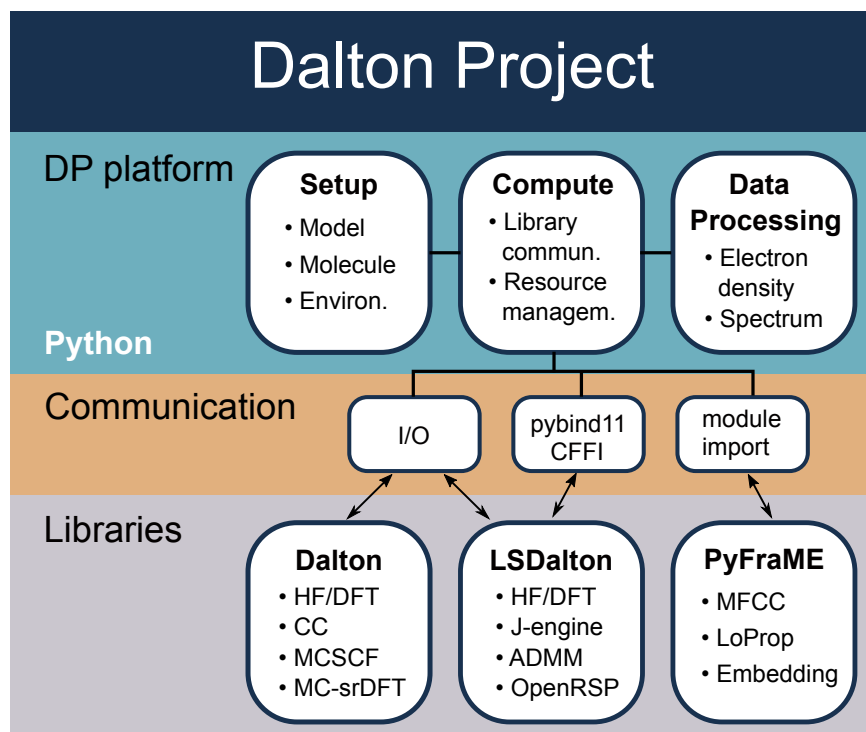 Dalton Project
DP platform
Setup
• Model
• Molecule
• Environ.
Compute
• Library
commun.
• Resource
managem.
Data
Processing
• Electron
density
• Spectrum
Python
Communication
I/O
pybind11
CFFI
module
import
Libraries
Dalton
• HF/DFT
• CC
• MCSCF
• MC-srDFT
LSDalton
• HF/DFT
• J-engine
• ADMM
• OpenRSP
PyFraME
• MFCC
• LoProp
• Embedding